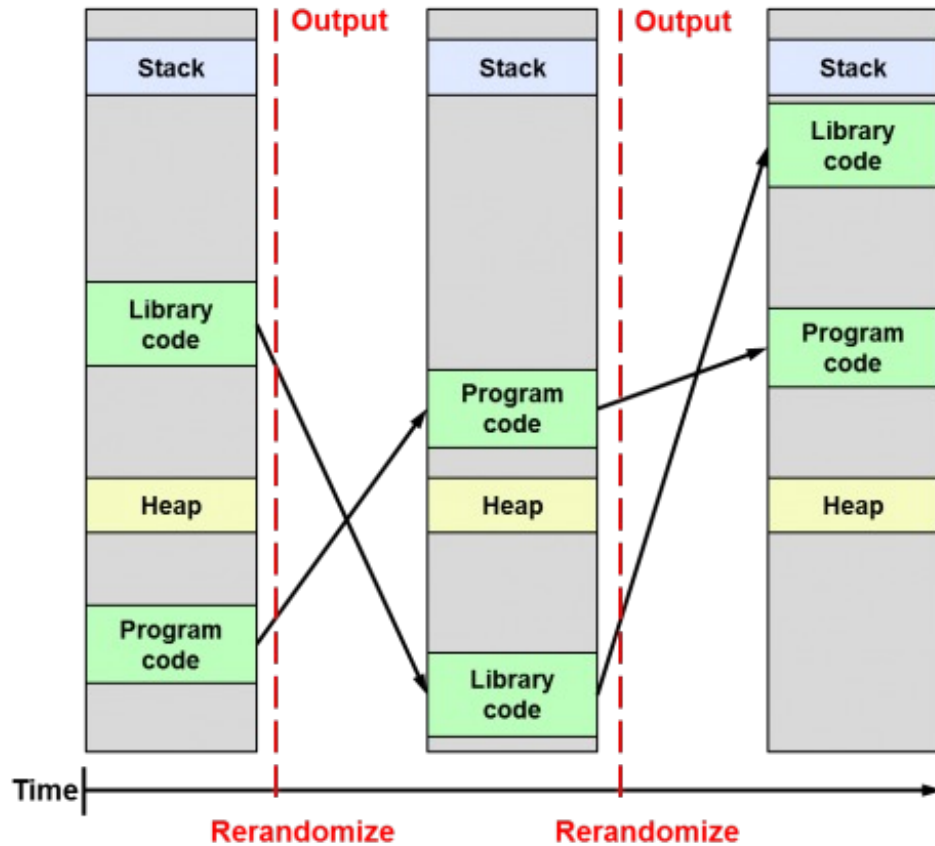 Output
Output
Stack
Stack
Stack
Library
code
Library
code
Program
code
Program
code
Heap
Heap
Heap
Program
code
Library
code
Time
Rerandomize
Rerandomize